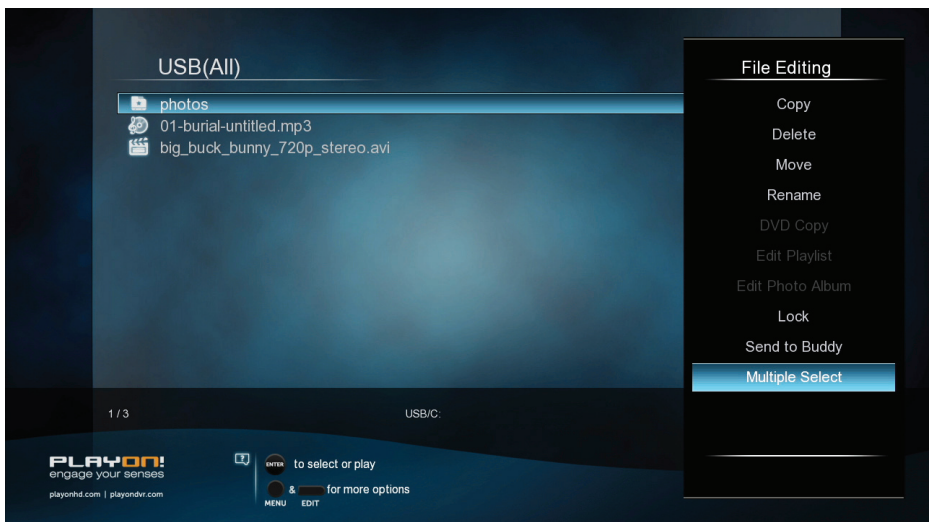 USB(All)
photos
01-burial-untitled.mp3
big_buck_bunny_720p_stereo.avi
File Editing
Copy
Delete
Move
Rename
DVD Copy
Edit Playlist
Edit Photo Album
Lock
Send to Buddy
Multiple Select
1 / 3
USB/C:
PLAYON!
engage your senses
playonhd.com | playondvr.com
?
ENTER to select or play
& for more options
MENU EDIT